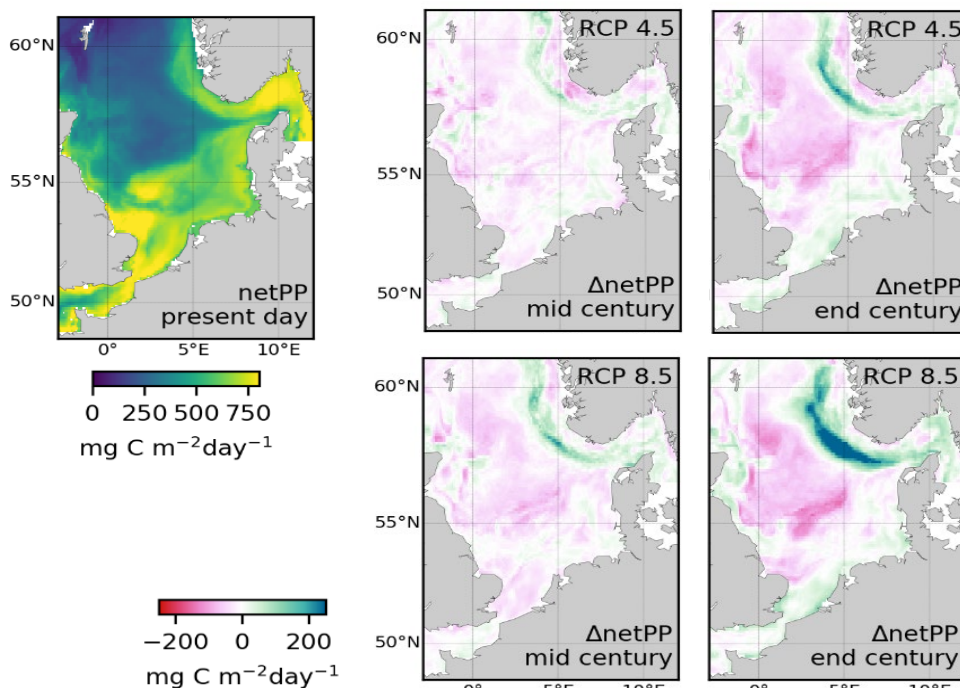 60°N
55°N
50°N
netPP
present day
0°
5°E
10°E
0
250
500
750
mg C m⁻²day⁻¹
RCP 4.5
60°N
55°N
50°N
ΔnetPP
mid century
RCP 4.5
ΔnetPP
end century
RCP 8.5
60°N
55°N
50°N
ΔnetPP
mid century
RCP 8.5
ΔnetPP
end century
−200
0
200
mg C m⁻²day⁻¹